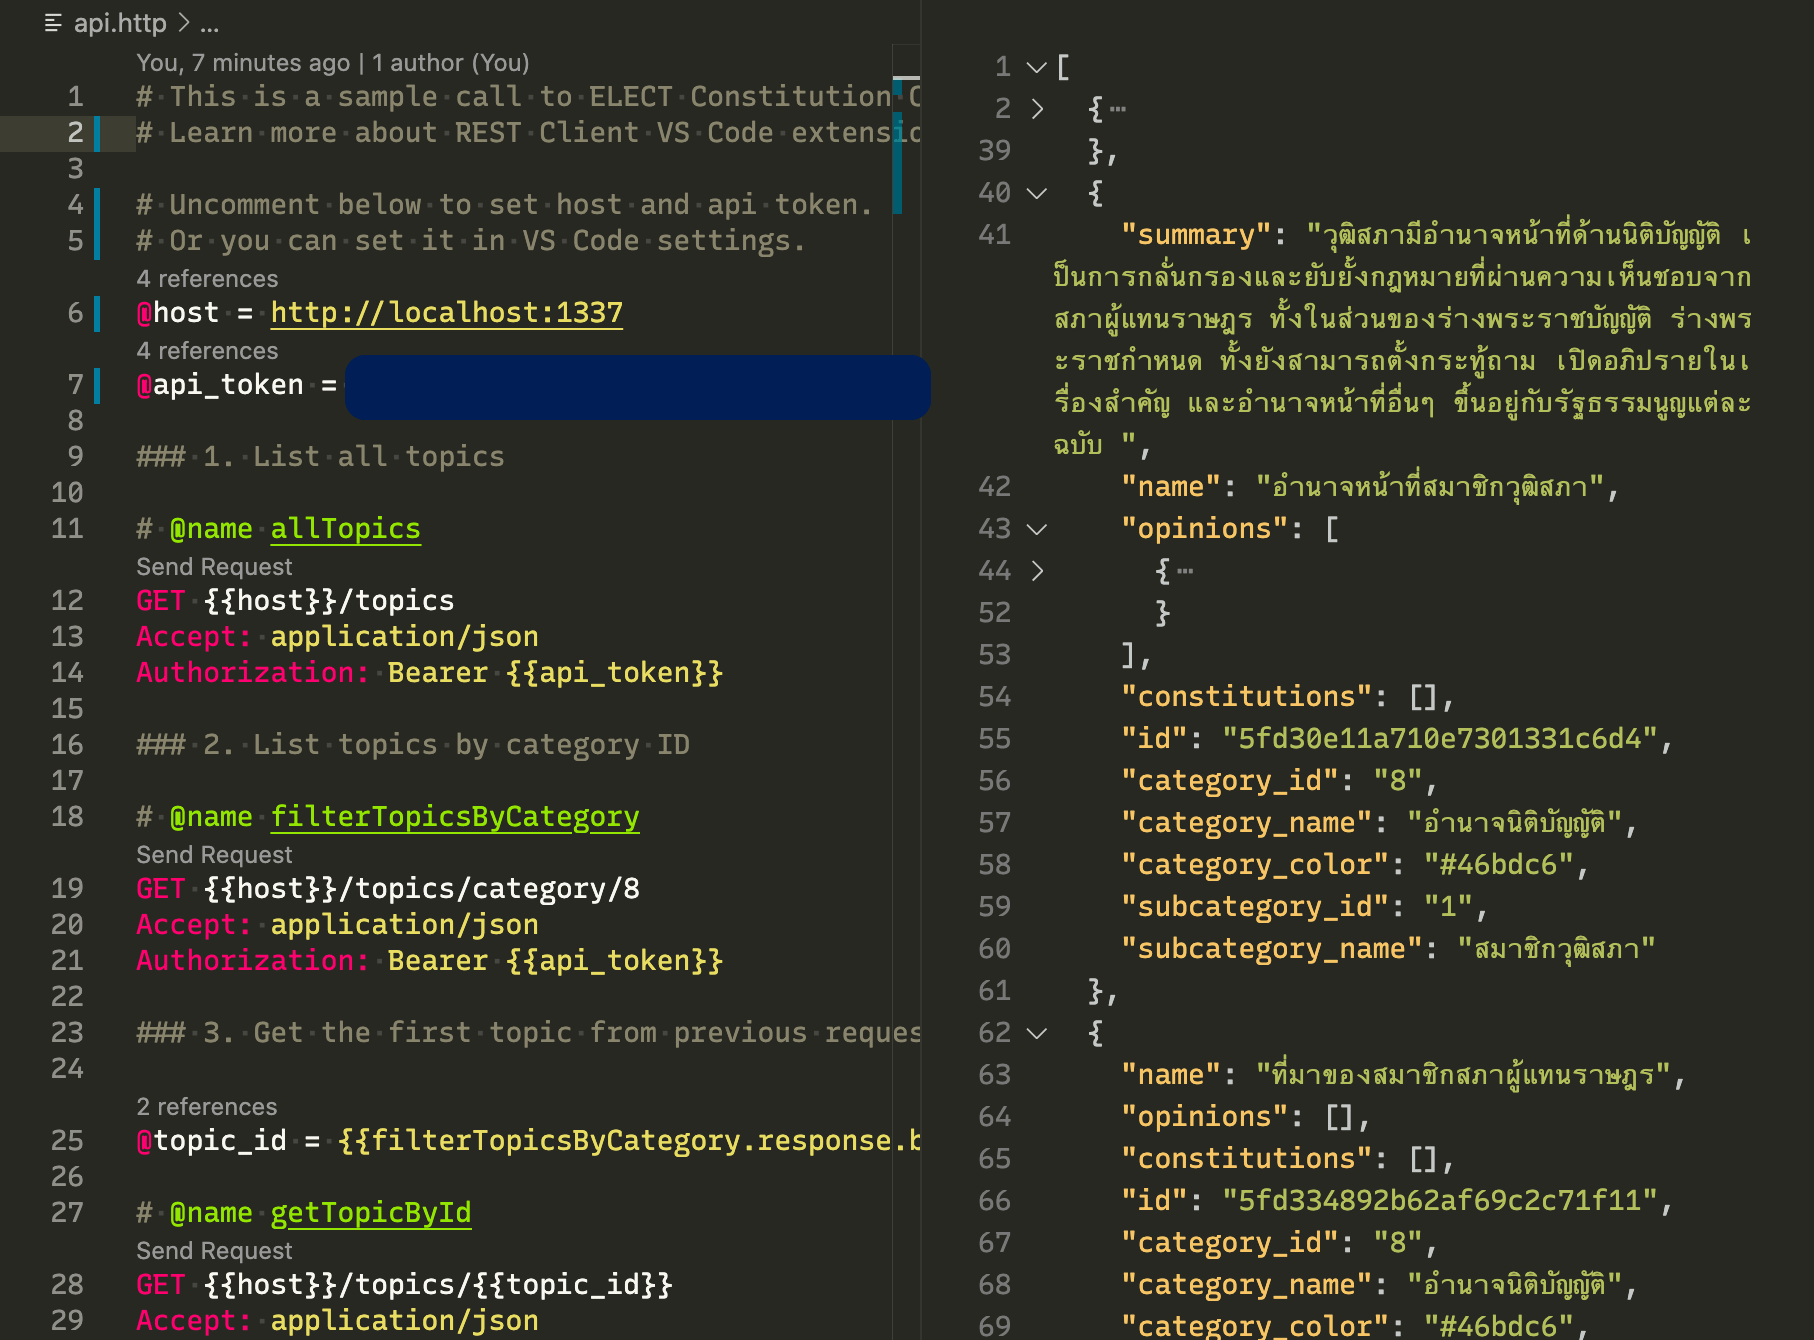 api.http > ...
You, 7 minutes ago | 1 author (You)
1 # This is a sample call to ELECT Constitution
2 # Learn more about REST Client VS Code
3
4 # Uncomment below to set host and api token.
5 # Or you can set it in VS Code settings.
4 references
6 @host = http://localhost:1337
4 references
7 @api_token =
8
9 ### 1. List all topics
10
11 # @name allTopics
Send Request
12 GET {{host}}/topics
13 Accept: application/json
14 Authorization: Bearer {{api_token}}
15
16 ### 2. List topics by category ID
17
18 # @name filterTopicsByCategory
Send Request
19 GET {{host}}/topics/category/8
20 Accept: application/json
21 Authorization: Bearer {{api_token}}
22
23 ### 3. Get the first topic from previous reques
24
2 references
25 @topic_id = {{filterTopicsByCategory.response.b
26
27 # @name getTopicById
Send Request
28 GET {{host}}/topics/{{topic_id}}
29 Accept: application/json
1 [
2 { ⋯
39 },
40 {
41 "summary": "วุฒิสภามีอำนาจหน้าที่ด้านนิติบัญญัติ เ
ป็นการกลั่นกรองและยับยั้งกฎหมายที่ผ่านความเห็นชอบจาก
สภาผู้แทนราษฎร ทั้งในส่วนของร่างพระราชบัญญัติ ร่างพร
ะราชกำหนด ทั้งยังสามารถตั้งกระทู้ถาม เปิดอภิปรายในเ
รื่องสำคัญ และอำนาจหน้าที่อื่นๆ ขึ้นอยู่กับรัฐธรรมนูญแต่ละ
ฉบับ ",
42 "name": "อำนาจหน้าที่สมาชิกวุฒิสภา",
43 "opinions": [
44 { ⋯
52 }
53 ],
54 "constitutions": [],
55 "id": "5fd30e11a710e7301331c6d4",
56 "category_id": "8",
57 "category_name": "อำนาจนิติบัญญัติ",
58 "category_color": "#46bdc6",
59 "subcategory_id": "1",
60 "subcategory_name": "สมาชิกวุฒิสภา"
61 },
62 {
63 "name": "ที่มาของสมาชิกสภาผู้แทนราษฎร",
64 "opinions": [],
65 "constitutions": [],
66 "id": "5fd334892b62af69c2c71f11",
67 "category_id": "8",
68 "category_name": "อำนาจนิติบัญญัติ",
69 "category_color": "#46bdc6",